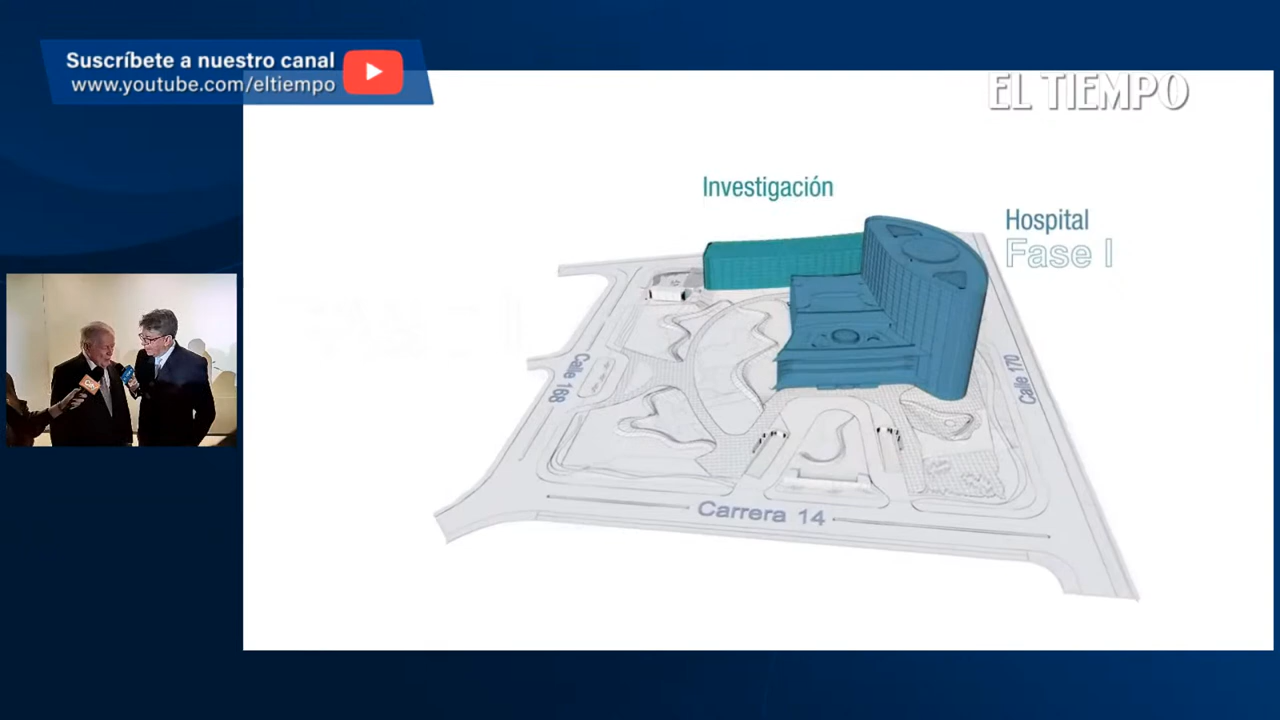 Suscríbete a nuestro canal
www.youtube.com/eltiempo
EL TIEMPO
Investigación
Hospital
Fase I
Calle 168
Calle 170
Carrera 14